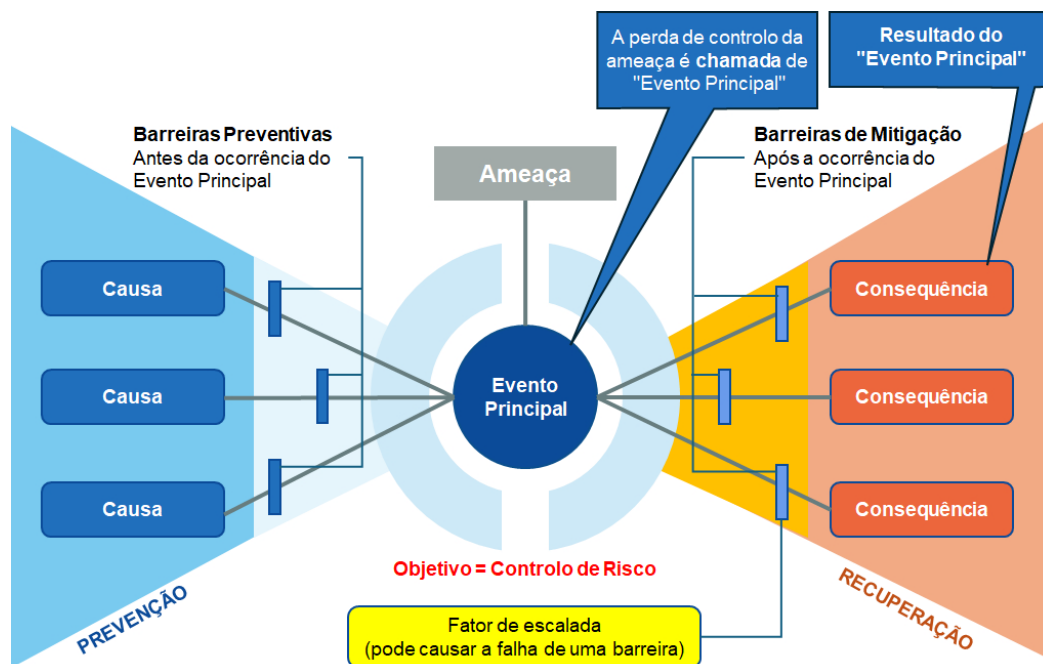 A perda de controlo da
ameaça é chamada de
"Evento Principal"
Resultado do
"Evento Principal"
Barreiras Preventivas
Antes da ocorrência do
Evento Principal
Barreiras de Mitigação
Após a ocorrência do
Evento Principal
Ameaça
Causa
Consequência
Causa
Evento
Principal
Consequência
Causa
Consequência
PREVENÇÃO
Objetivo = Controlo de Risco
RECUPERAÇÃO
Fator de escalada
(pode causar a falha de uma barreira)